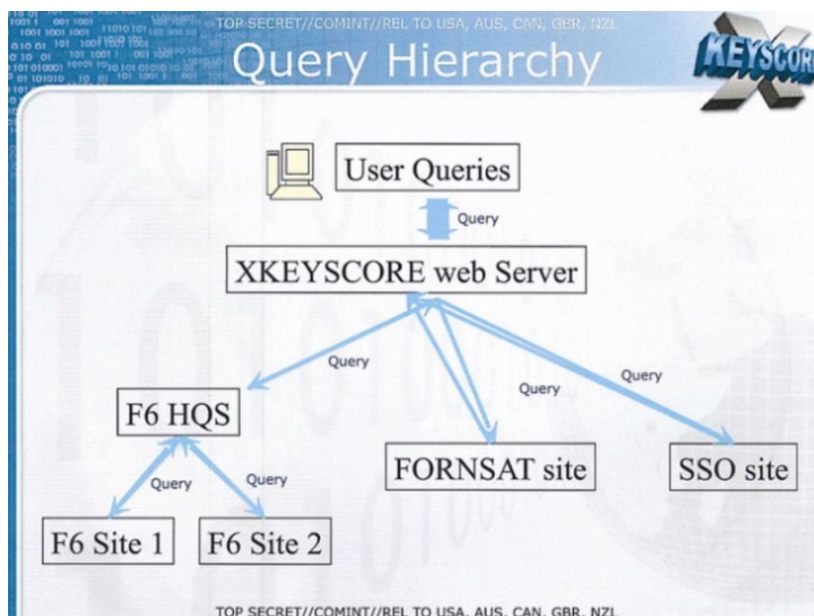 TOP SECRET//COMINT//REL TO USA, AUS, CAN, GBR, NZL
Query Hierarchy
X
KEYSCORE
User Queries
Query
XKEYSCORE web Server
Query
Query
Query
F6 HQS
FORNSAT site
SSO site
Query
Query
F6 Site 1
F6 Site 2
TOP SECRET//COMINT//REL TO USA, AUS, CAN, GBR, NZL